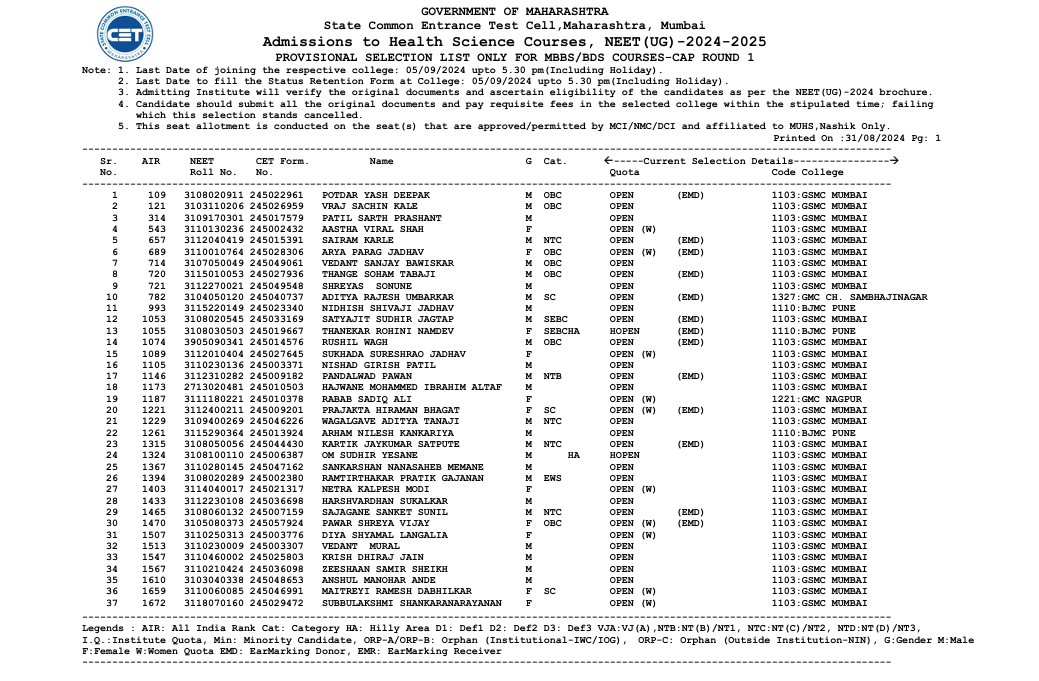 GOVERNMENT OF MAHARASHTRA
State Common Entrance Test Cell,Maharashtra, Mumbai
Admissions to Health Science Courses, NEET(UG)-2024-2025
PROVISIONAL SELECTION LIST ONLY FOR MBBS/BDS COURSES-CAP ROUND 1
STATE COMMON ENTRANCE TEST CELL
CET
MAHARASHTRA
Note: 1. Last Date of joining the respective college: 05/09/2024 upto 5.30 pm(Including Holiday).
2. Last Date to fill the Status Retention Form at College: 05/09/2024 upto 5.30 pm(Including Holiday).
3. Admitting Institute will verify the original documents and ascertain eligibility of the candidates as per the NEET(UG)-2024 brochure.
4. Candidate should submit all the original documents and pay requisite fees in the selected college within the stipulated time; failing
which this selection stands cancelled.
5. This seat allotment is conducted on the seat(s) that are approved/permitted by MCI/NMC/DCI and affiliated to MUHS,Nashik Only.
Printed On :31/08/2024 Pg: 1
Sr. AIR NEET CET Form. Name G Cat. ←-----Current Selection Details----------------→
No. Roll No. No. Quota Code College
1 109 3108020911 245022961 POTDAR YASH DEEPAK M OBC OPEN (EMD) 1103:GSMC MUMBAI
2 121 3103110206 245026959 VRAJ SACHIN KALE M OBC OPEN 1103:GSMC MUMBAI
3 314 3109170301 245017579 PATIL SARTH PRASHANT M OPEN 1103:GSMC MUMBAI
4 543 3110130236 245002432 AASTHA VIRAL SHAH F OPEN (W) 1103:GSMC MUMBAI
5 657 3112040419 245015391 SAIRAM KARLE M NTC OPEN (EMD) 1103:GSMC MUMBAI
6 689 3110010764 245028306 ARYA PARAG JADHAV F OBC OPEN (W) (EMD) 1103:GSMC MUMBAI
7 714 3107050049 245049061 VEDANT SANJAY BAWISKAR M OBC OPEN 1103:GSMC MUMBAI
8 720 3115010053 245027936 THANGE SOHAM TABAJI M OBC OPEN (EMD) 1103:GSMC MUMBAI
9 721 3112270021 245049548 SHREYAS SONUNE M OPEN 1103:GSMC MUMBAI
10 782 3104050120 245040737 ADITYA RAJESH UMBARKAR M SC OPEN (EMD) 1327:GMC CH. SAMBHAJINAGAR
11 993 3115220149 245023340 NIDHISH SHIVAJI JADHAV M OPEN 1110:BJMC PUNE
12 1053 3108020545 245033169 SATYAJIT SUDHIR JAGTAP M SEBC OPEN (EMD) 1103:GSMC MUMBAI
13 1055 3108030503 245019667 THANEKAR ROHINI NAMDEV F SEBCHA HOPEN (EMD) 1110:BJMC PUNE
14 1074 3905090341 245014576 RUSHIL WAGH M OBC OPEN (EMD) 1103:GSMC MUMBAI
15 1089 3112010404 245027645 SUKHADA SURESHRAO JADHAV F OPEN (W) 1103:GSMC MUMBAI
16 1105 3110230136 245003371 NISHAD GIRISH PATIL M OPEN 1103:GSMC MUMBAI
17 1146 3112310282 245009182 PANDALWAD PAWAN M NTB OPEN (EMD) 1103:GSMC MUMBAI
18 1173 2713020481 245010503 HAJWANE MOHAMMED IBRAHIM ALTAF M OPEN 1103:GSMC MUMBAI
19 1187 3111180221 245010378 RABAB SADIQ ALI F OPEN (W) 1221:GMC NAGPUR
20 1221 3112400211 245009201 PRAJAKTA HIRAMAN BHAGAT F SC OPEN (W) (EMD) 1103:GSMC MUMBAI
21 1229 3109400269 245046226 WAGALGAVE ADITYA TANAJI M NTC OPEN 1103:GSMC MUMBAI
22 1261 3115290364 245013924 ARHAM NILESH KANKARIYA M OPEN 1110:BJMC PUNE
23 1315 3108050056 245044430 KARTIK JAYKUMAR SATPUTE M NTC OPEN (EMD) 1103:GSMC MUMBAI
24 1324 3108100110 245006387 OM SUDHIR YESANE M HA HOPEN 1103:GSMC MUMBAI
25 1367 3110280145 245047162 SANKARSHAN NANASAHEB MEMANE M OPEN 1103:GSMC MUMBAI
26 1394 3108020289 245002380 RAMTIRTHAKAR PRATIK GAJANAN M EWS OPEN 1103:GSMC MUMBAI
27 1403 3114040017 245021317 NETRA KALPESH MODI F OPEN (W) 1103:GSMC MUMBAI
28 1433 3112230108 245036698 HARSHVARDHAN SUKALKAR M OPEN 1103:GSMC MUMBAI
29 1465 3108060132 245007159 SAJAGANE SANKET SUNIL M NTC OPEN (EMD) 1103:GSMC MUMBAI
30 1470 3105080373 245057924 PAWAR SHREYA VIJAY F OBC OPEN (W) (EMD) 1103:GSMC MUMBAI
31 1507 3110250313 245003776 DIYA SHYAMAL LANGALIA F OPEN (W) 1103:GSMC MUMBAI
32 1513 3110230009 245003307 VEDANT MURAL M OPEN 1103:GSMC MUMBAI
33 1547 3110460002 245025803 KRISH DHIRAJ JAIN M OPEN 1103:GSMC MUMBAI
34 1567 3110210424 245036098 ZEESHAAN SAMIR SHEIKH M OPEN 1103:GSMC MUMBAI
35 1610 3103040338 245048653 ANSHUL MANOHAR ANDE M OPEN 1103:GSMC MUMBAI
36 1659 3110060085 245046991 MAITREYI RAMESH DABHILKAR F SC OPEN (W) 1103:GSMC MUMBAI
37 1672 3118070160 245029472 SUBBULAKSHMI SHANKARANARAYANAN F OPEN (W) 1103:GSMC MUMBAI
Legends : AIR: All India Rank Cat: Category HA: Hilly Area D1: Def1 D2: Def2 D3: Def3 VJA:VJ(A),NTB:NT(B)/NT1, NTC:NT(C)/NT2, NTD:NT(D)/NT3,
I.Q.:Institute Quota, Min: Minority Candidate, ORP-A/ORP-B: Orphan (Institutional-IWC/IOG), ORP-C: Orphan (Outside Institution-NIN), G:Gender M:Male
F:Female W:Women Quota EMD: EarMarking Donor, EMR: EarMarking Receiver